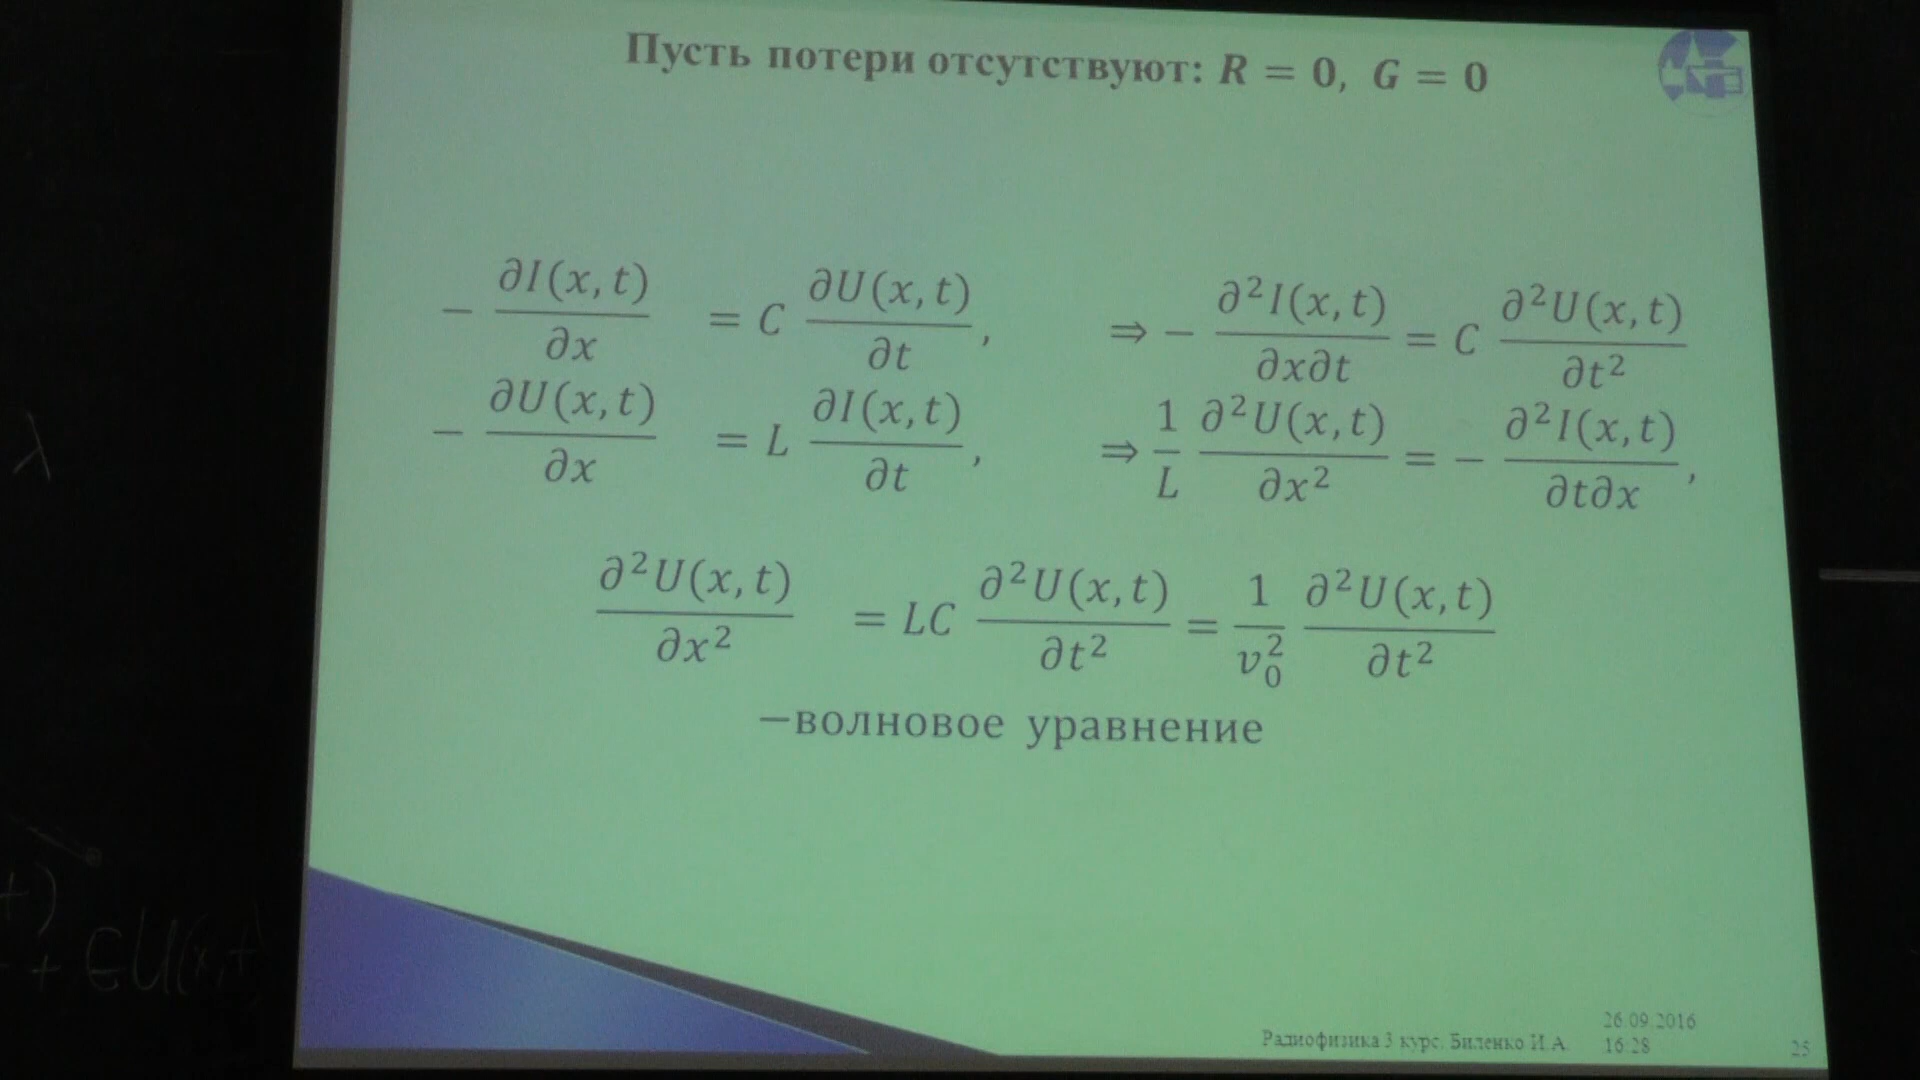 Пусть потери отсутствуют: R = 0, G = 0
− ∂I(x, t)/∂x = C ∂U(x, t)/∂t, ⇒ − ∂²I(x, t)/∂x∂t = C ∂²U(x, t)/∂t²
− ∂U(x, t)/∂x = L ∂I(x, t)/∂t, ⇒ 1/L ∂²U(x, t)/∂x² = − ∂²I(x, t)/∂t∂x,
∂²U(x, t)/∂x² = LC ∂²U(x, t)/∂t² = 1/v₀² ∂²U(x, t)/∂t²
−волновое уравнение
λ
Радиофизика 3 курс. Биленко И.А.
26.09.2016
16:28
25